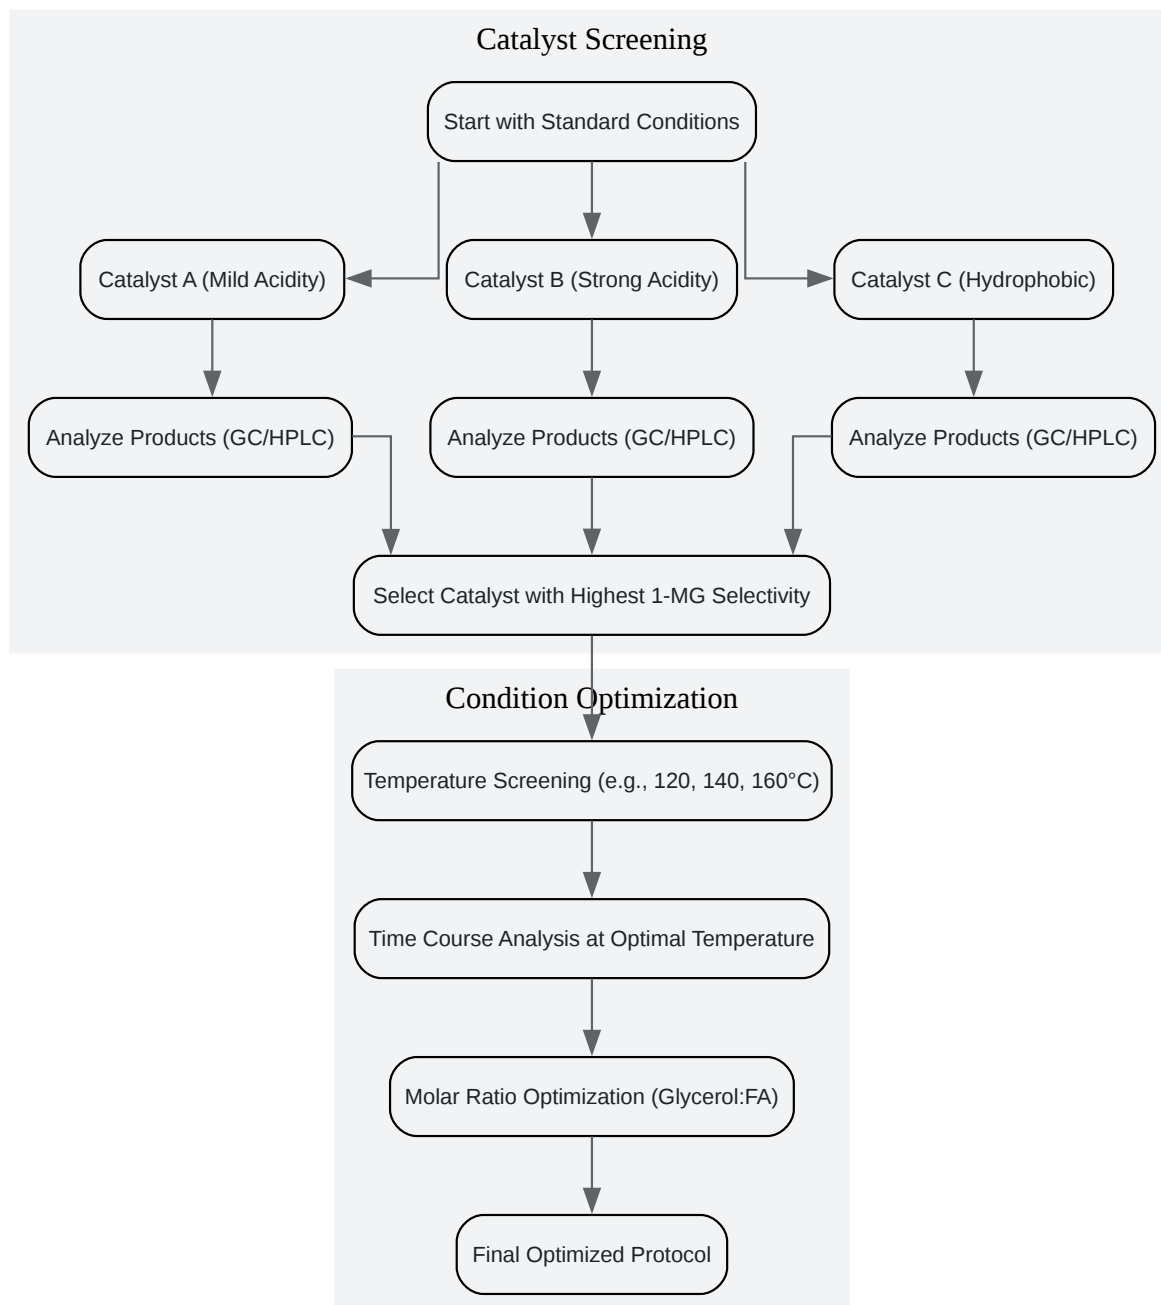 Catalyst Screening
Start with Standard Conditions
Catalyst A (Mild Acidity)
Catalyst B (Strong Acidity)
Catalyst C (Hydrophobic)
Analyze Products (GC/HPLC)
Analyze Products (GC/HPLC)
Analyze Products (GC/HPLC)
Select Catalyst with Highest 1-MG Selectivity
Condition Optimization
Temperature Screening (e.g., 120, 140, 160°C)
Time Course Analysis at Optimal Temperature
Molar Ratio Optimization (Glycerol:FA)
Final Optimized Protocol